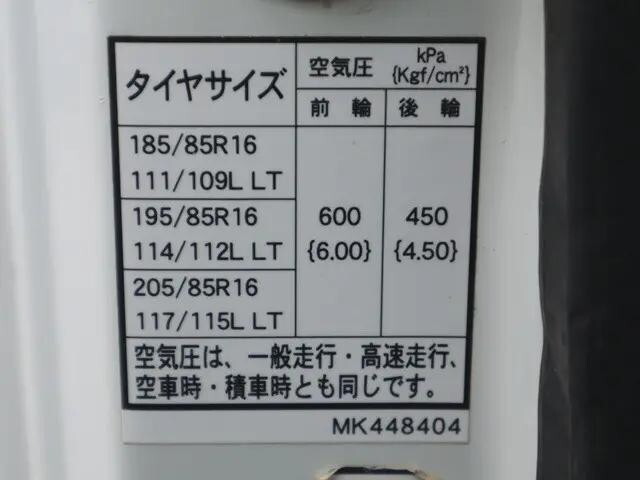 タイヤサイズ
空気圧 kPa {Kgf/cm²}
前輪 後輪
185/85R16
111/109L LT
195/85R16
114/112L LT
600 450
{6.00} {4.50}
205/85R16
117/115L LT
空気圧は、一般走行・高速走行、
空車時・積車時とも同じです。
MK448404